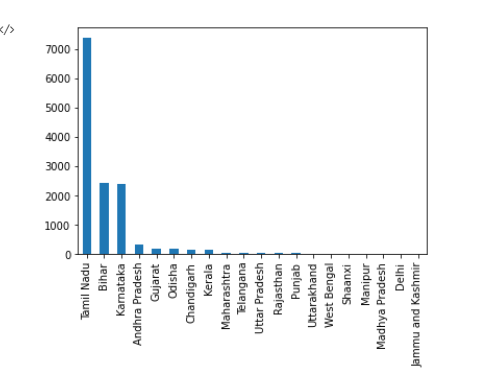 </>
7000
6000
5000
4000
3000
2000
1000
0
Tamil Nadu
Bihar
Karnataka
Andhra Pradesh
Gujarat
Odisha
Chandigarh
Kerala
Maharashtra
Telangana
Uttar Pradesh
Rajasthan
Punjab
Uttarakhand
West Bengal
Shaanxi
Manipur
Madhya Pradesh
Delhi
Jammu and Kashmir